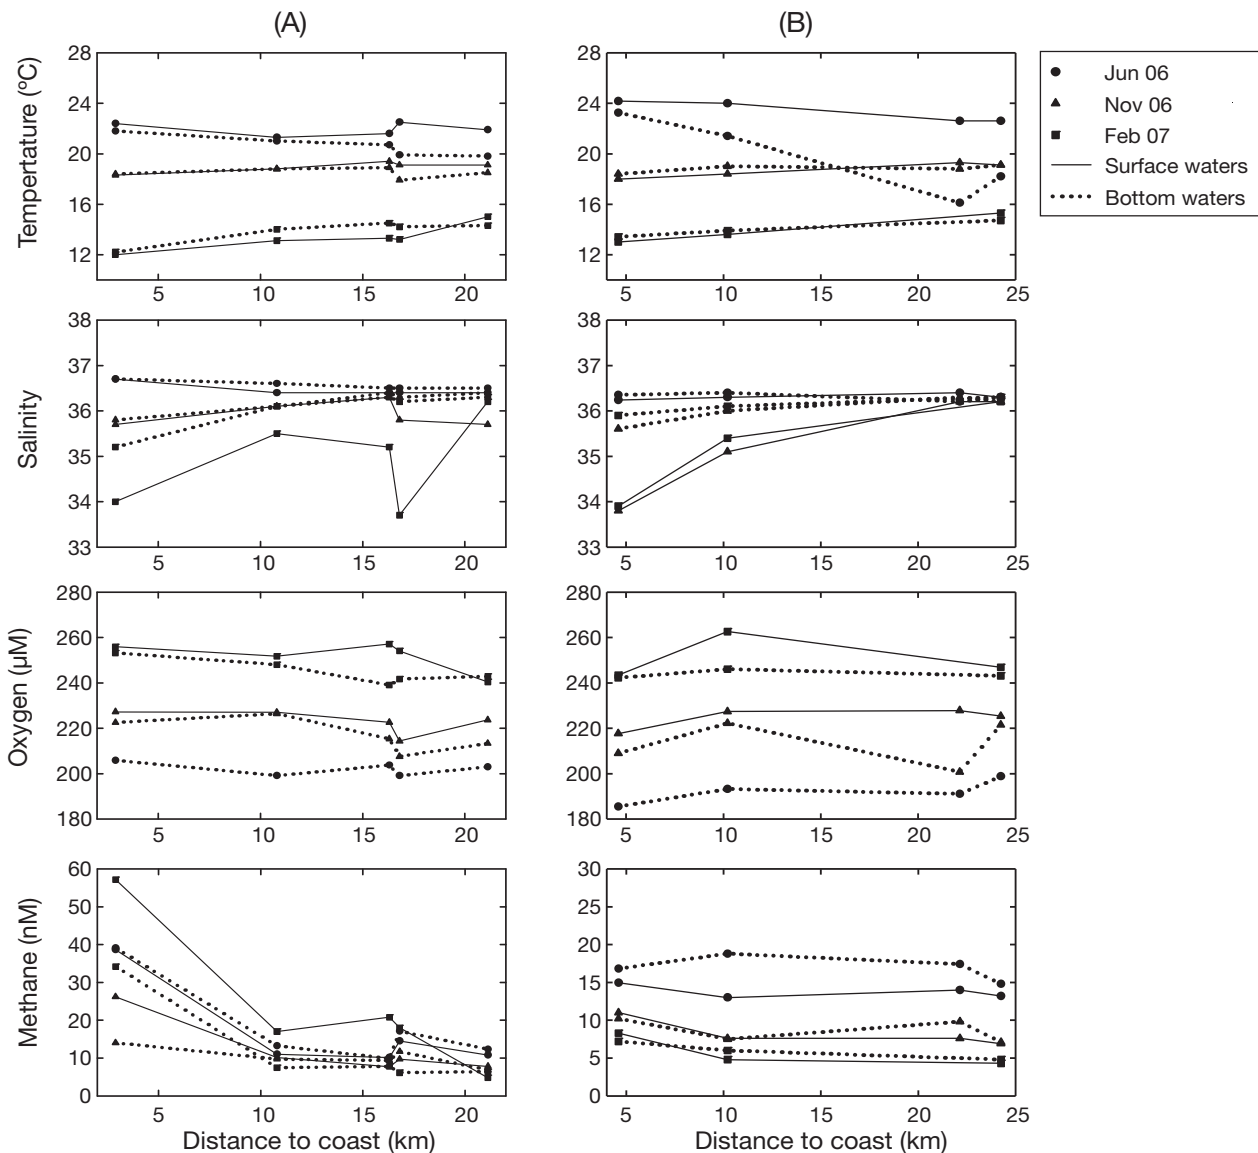 (A) (B)
Tempertature (ºC)
28
24
20
16
12
5 10 15 20
28
24
20
16
12
5 10 15 20 25
Jun 06
Nov 06
Feb 07
Surface waters
Bottom waters
Salinity
38
37
36
35
34
33
5 10 15 20
38
37
36
35
34
33
5 10 15 20 25
Oxygen (µM)
280
260
240
220
200
180
5 10 15 20
280
260
240
220
200
180
5 10 15 20 25
Methane (nM)
60
50
40
30
20
10
0
5 10 15 20
30
25
20
15
10
5
0
5 10 15 20 25
Distance to coast (km) Distance to coast (km)